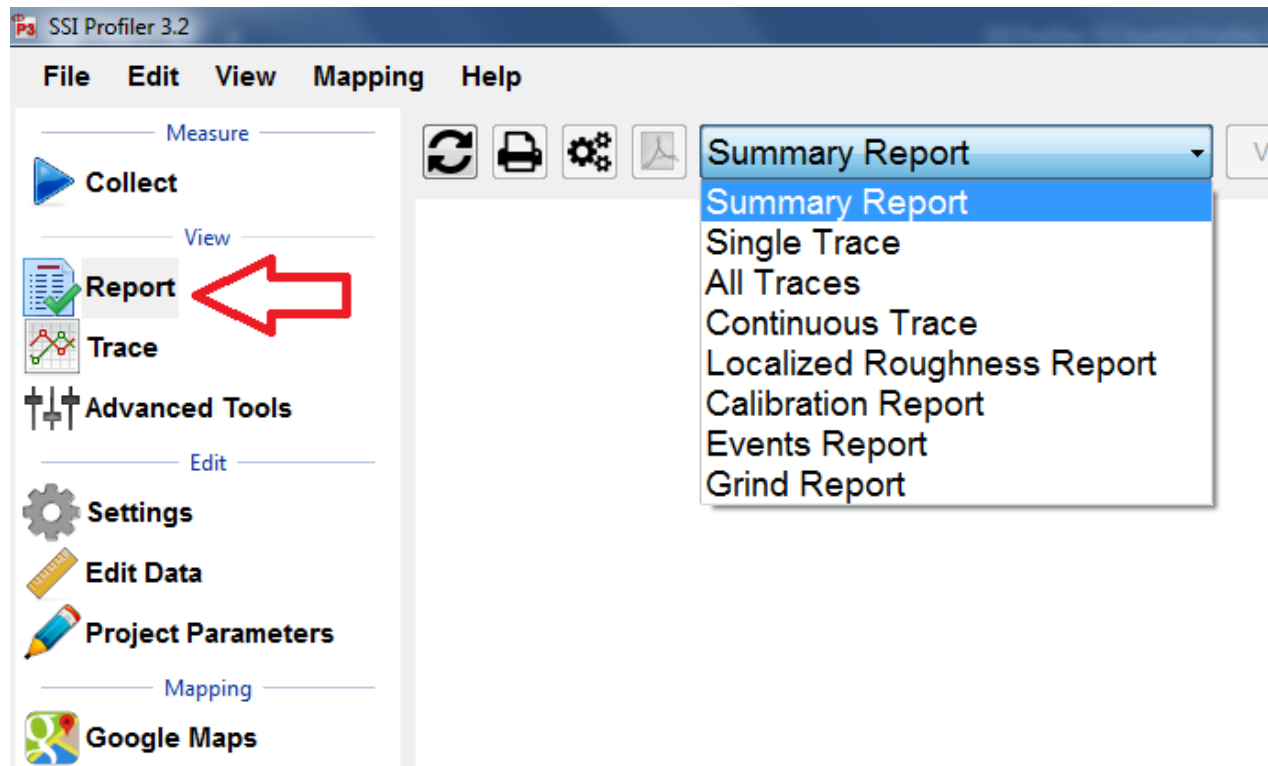 SSI Profiler 3.2
File Edit View Mapping Help
Measure
Collect
View
Report
Trace
Advanced Tools
Edit
Settings
Edit Data
Project Parameters
Mapping
Google Maps
Summary Report
Summary Report
Single Trace
All Traces
Continuous Trace
Localized Roughness Report
Calibration Report
Events Report
Grind Report